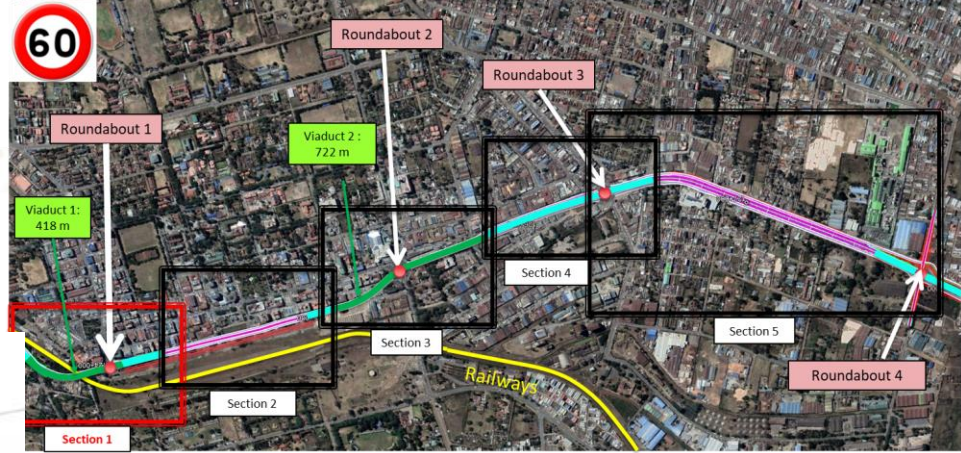 60
Roundabout 2
Roundabout 3
Roundabout 1
Viaduct 2 :
722 m
Viaduct 1:
418 m
Section 4
Section 5
Section 3
Railways
Roundabout 4
Section 2
Section 1